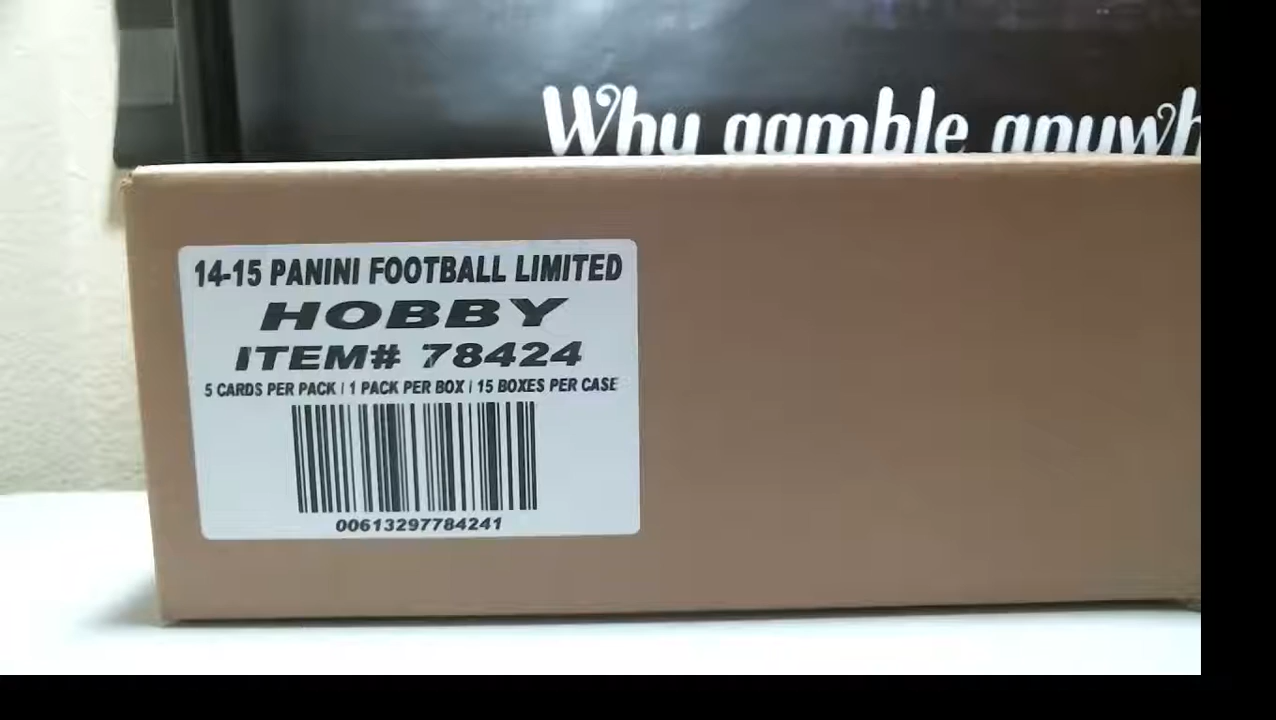 Why gamble anywh
14-15 PANINI FOOTBALL LIMITED
HOBBY
ITEM# 78424
5 CARDS PER PACK / 1 PACK PER BOX / 15 BOXES PER CASE
00613297784241